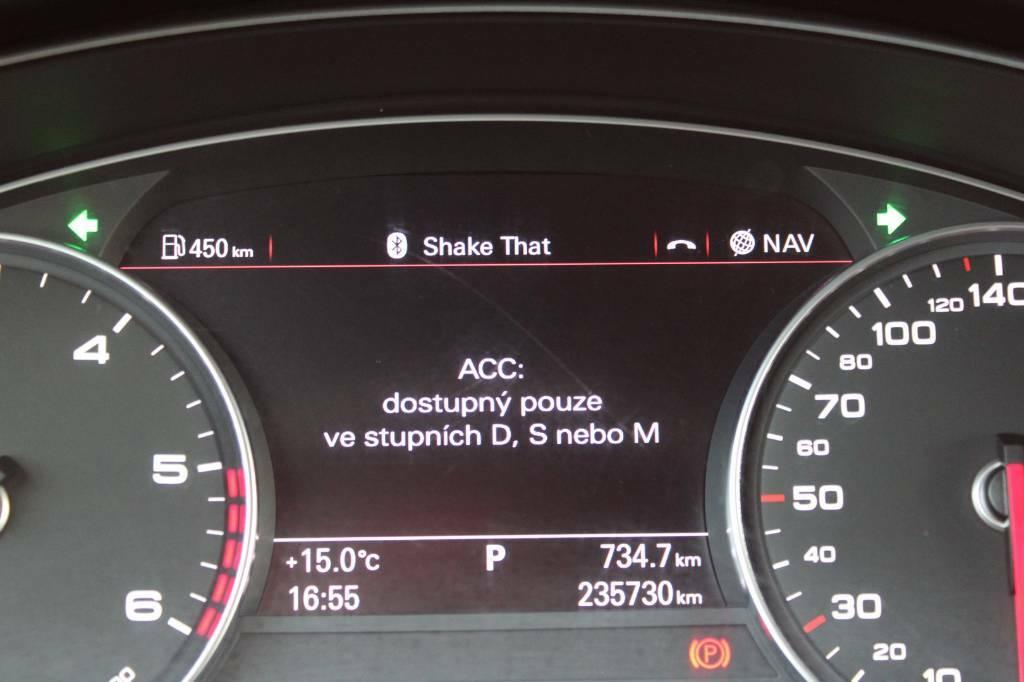 450 km
Shake That
NAV
ACC:
dostupný pouze
ve stupních D, S nebo M
+15.0°C
P
734.7 km
16:55
235730 km
4
5
6
140
120
100
80
70
60
50
40
30
20
10
P